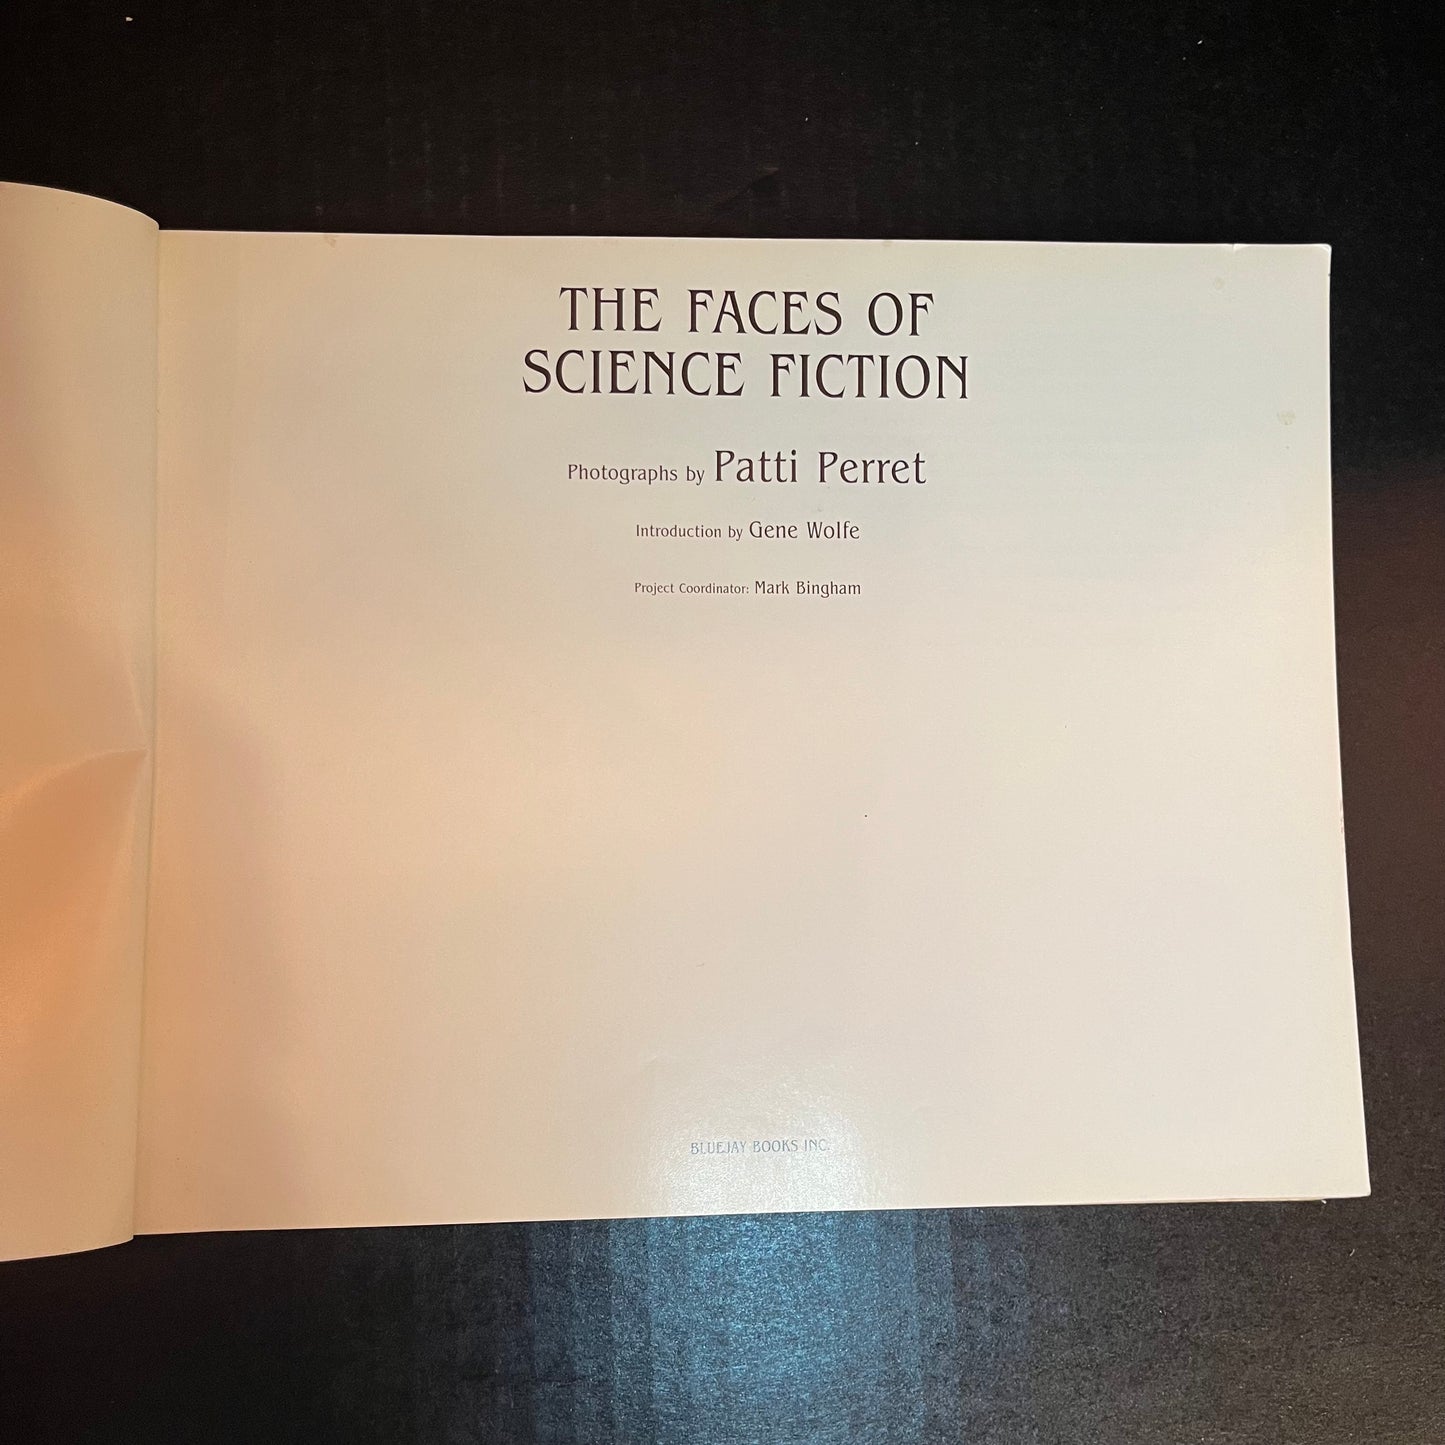 THE FACES OF
SCIENCE FICTION
Photographs by Patti Perret
Introduction by Gene Wolfe
Project Coordinator: Mark Bingham
BLUEJAY BOOKS INC.